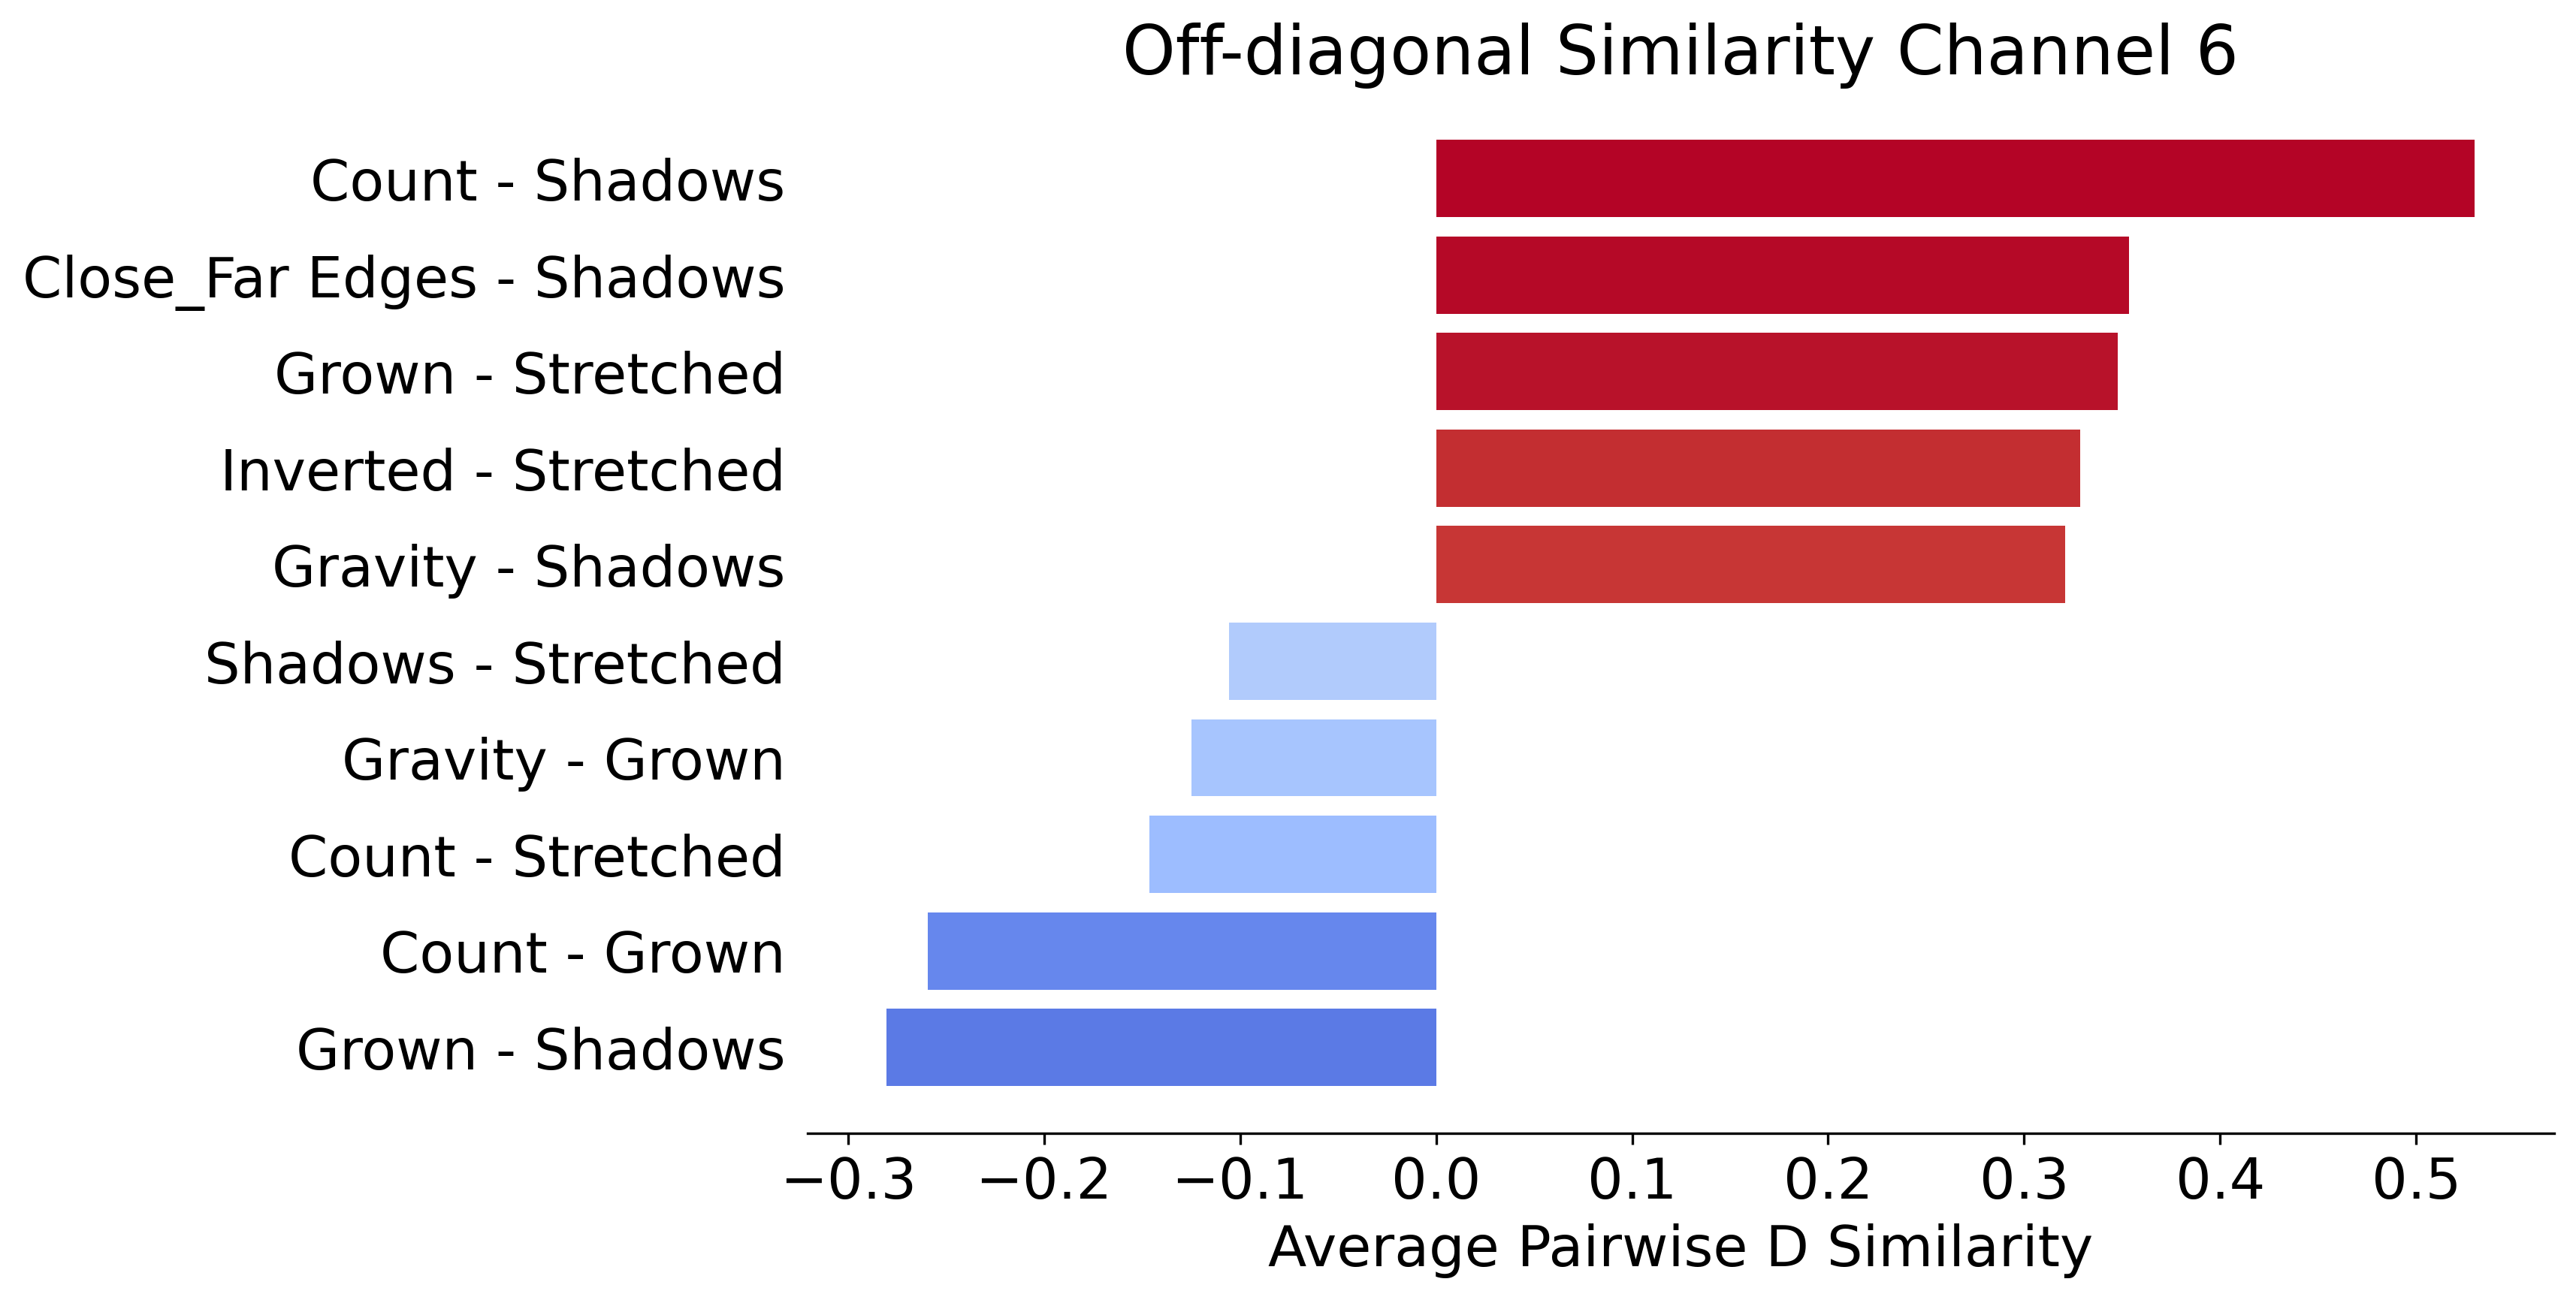 Off-diagonal Similarity Channel 6
Count - Shadows
Close_Far Edges - Shadows
Grown - Stretched
Inverted - Stretched
Gravity - Shadows
Shadows - Stretched
Gravity - Grown
Count - Stretched
Count - Grown
Grown - Shadows
−0.3 −0.2 −0.1 0.0 0.1 0.2 0.3 0.4 0.5
Average Pairwise D Similarity